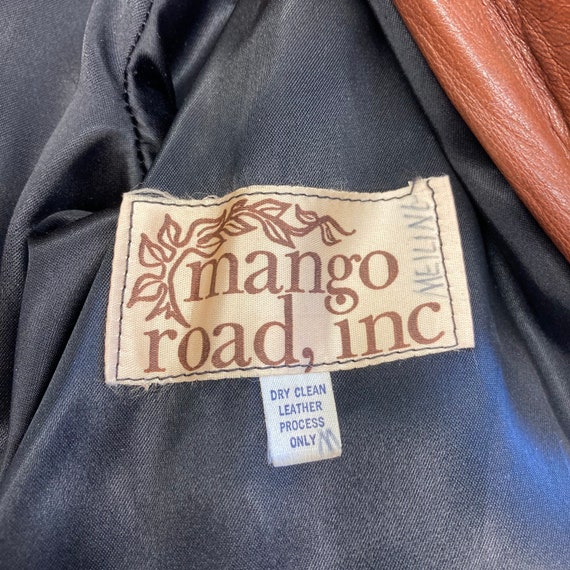 mango
road, inc
MEILING
DRY CLEAN
LEATHER
PROCESS
ONLY M